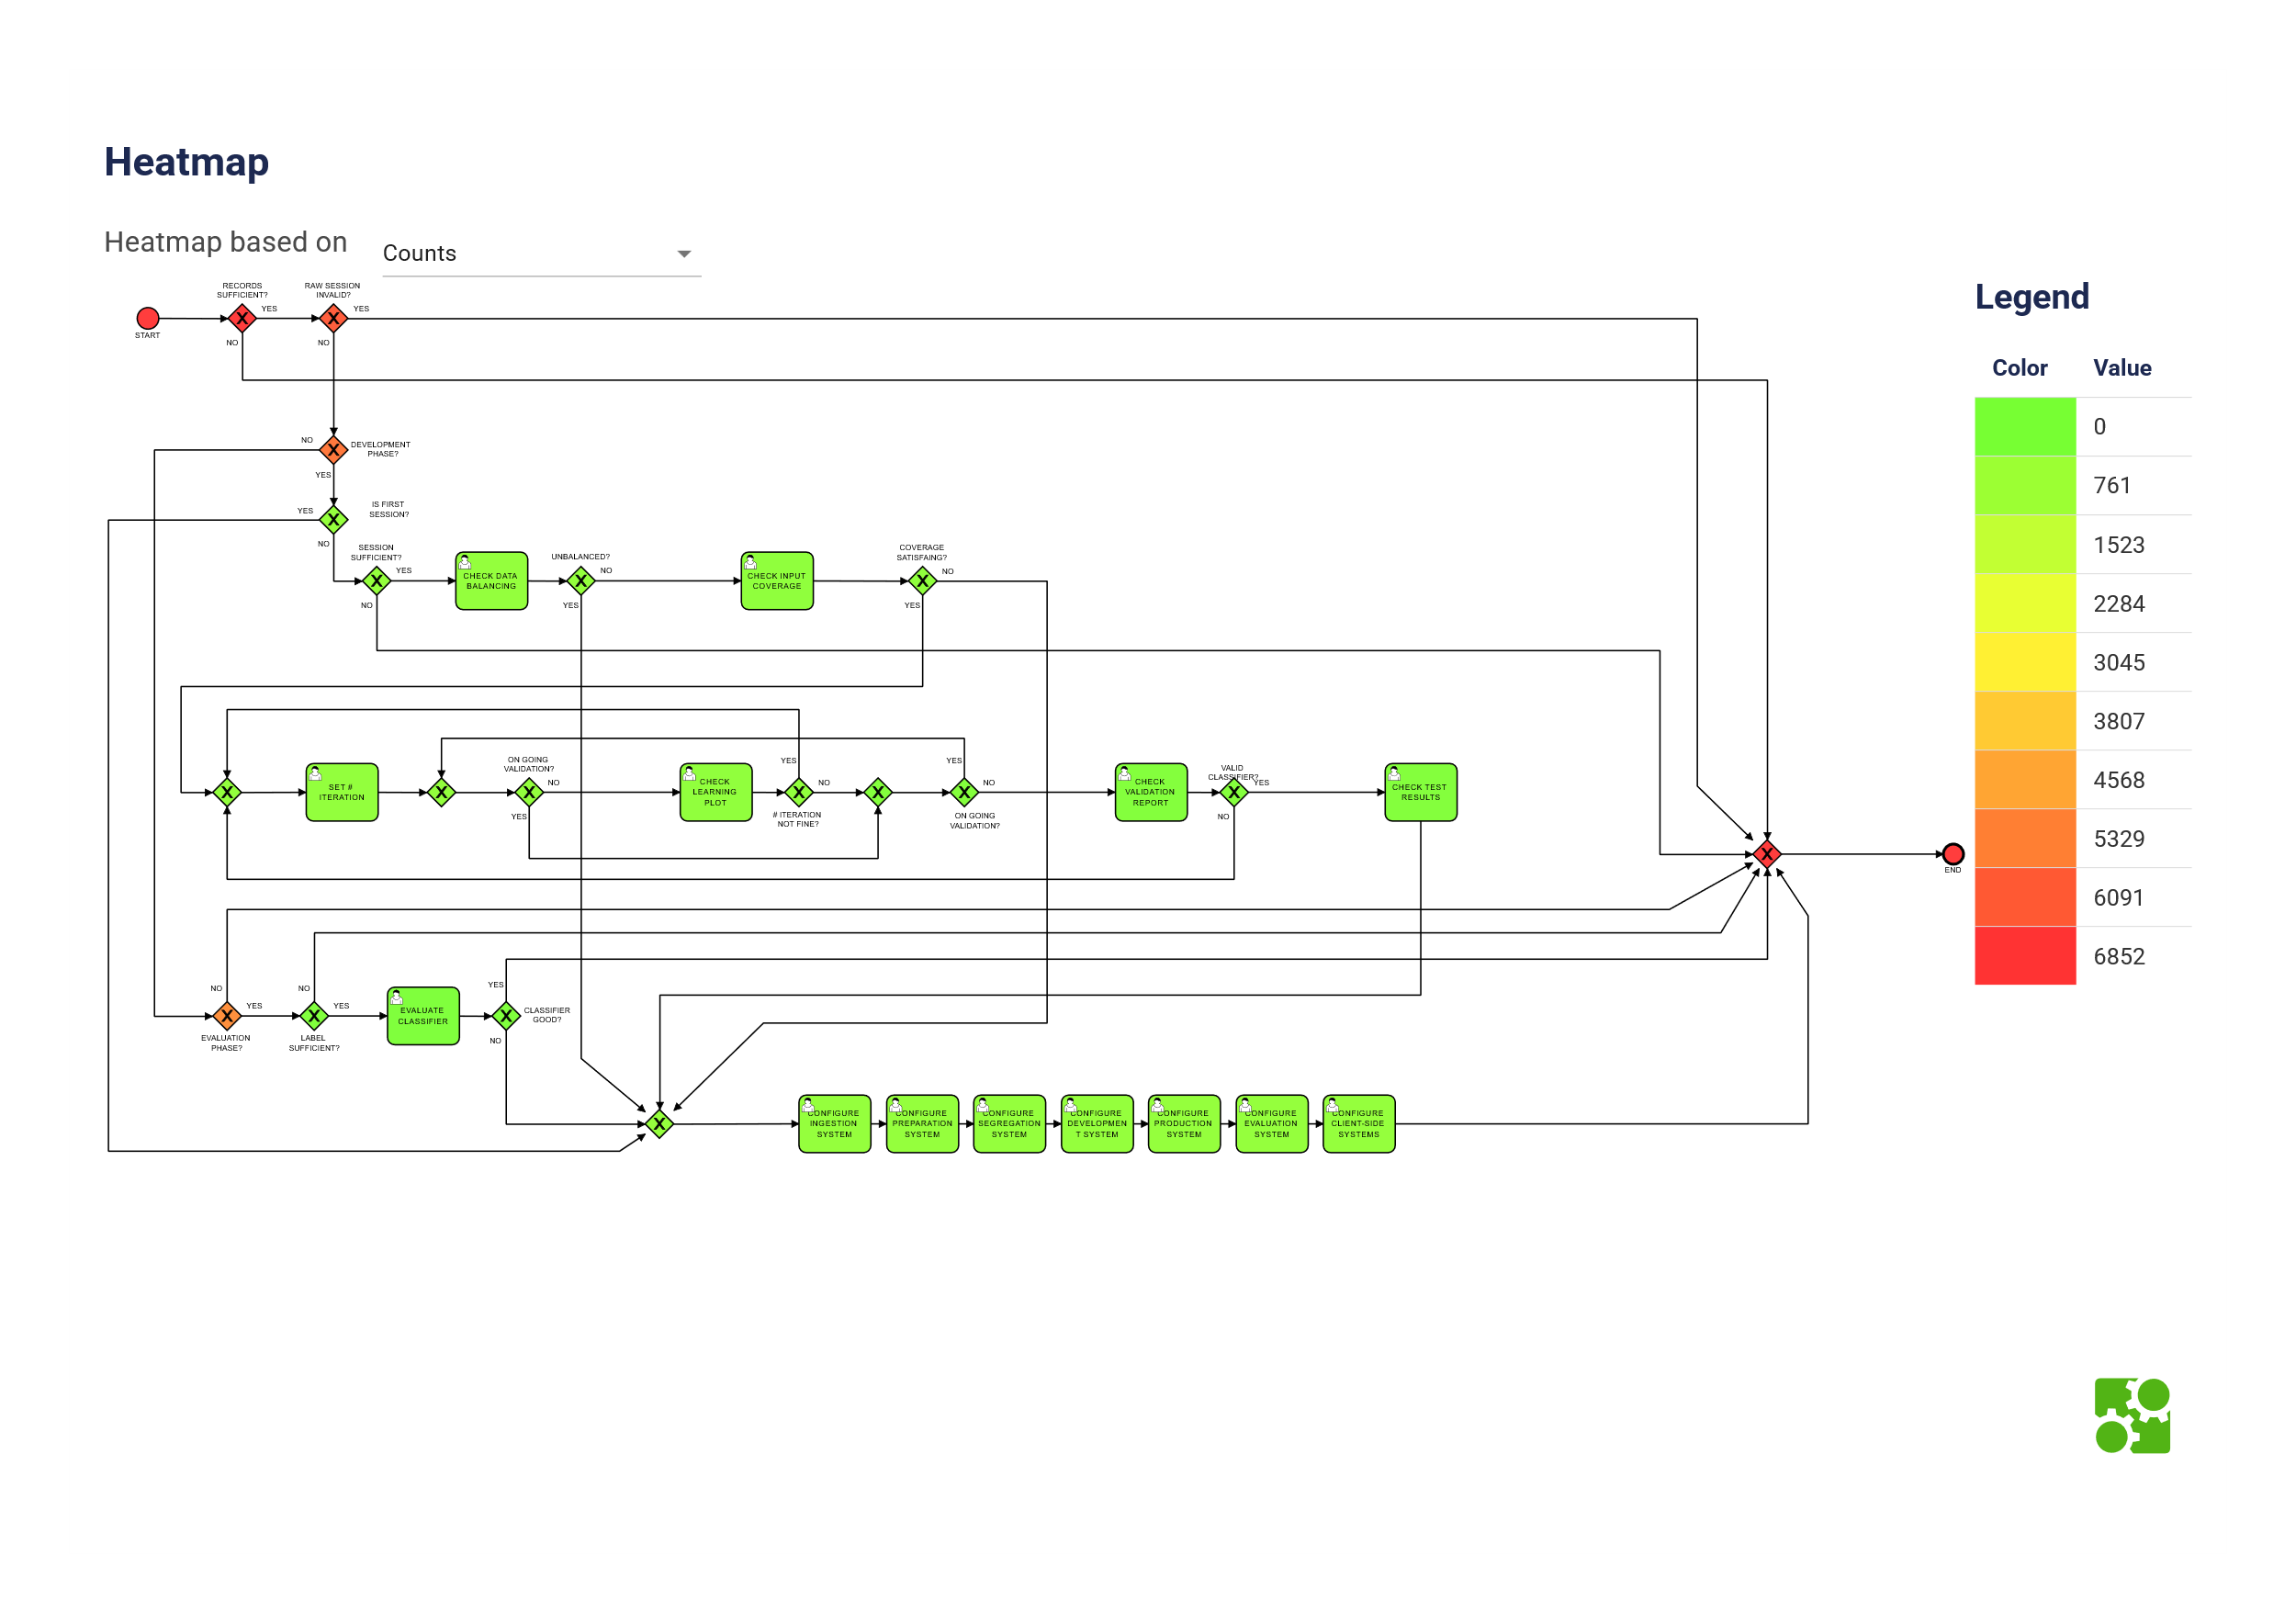 Heatmap
Heatmap based on
Counts
RECORDS
SUFFICIENT?
YES
NO
RAW SESSION
INVALID?
YES
NO
START
Legend
Color
Value
0
761
1523
2284
3045
3807
4568
5329
6091
6852
NO
DEVELOPMENT
PHASE?
YES
YES
IS FIRST
SESSION?
NO
SESSION
SUFFICIENT?
YES
NO
CHECK DATA
BALANCING
UNBALANCED?
NO
YES
CHECK INPUT
COVERAGE
COVERAGE
SATISFAING?
NO
YES
SET #
ITERATION
ON GOING
VALIDATION?
NO
YES
CHECK
LEARNING
PLOT
YES
NO
# ITERATION
NOT FINE?
YES
NO
ON GOING
VALIDATION?
CHECK
VALIDATION
REPORT
VALID
CLASSIFIER?
YES
NO
CHECK TEST
RESULTS
END
NO
YES
EVALUATION
PHASE?
NO
YES
LABEL
SUFFICIENT?
EVALUATE
CLASSIFIER
YES
CLASSIFIER
GOOD?
NO
CONFIGURE
INGESTION
SYSTEM
CONFIGURE
PREPARATION
SYSTEM
CONFIGURE
SEGREGATION
SYSTEM
CONFIGURE
DEVELOPMEN
T SYSTEM
CONFIGURE
PRODUCTION
SYSTEM
CONFIGURE
EVALUATION
SYSTEM
CONFIGURE
CLIENT-SIDE
SYSTEMS